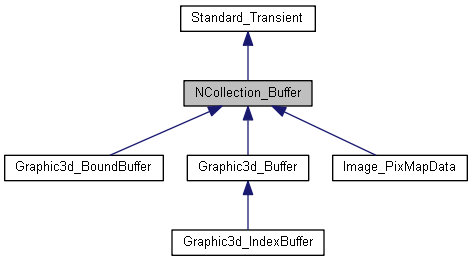 Standard_Transient
NCollection_Buffer
Graphic3d_BoundBuffer
Graphic3d_Buffer
Image_PixMapData
Graphic3d_IndexBuffer